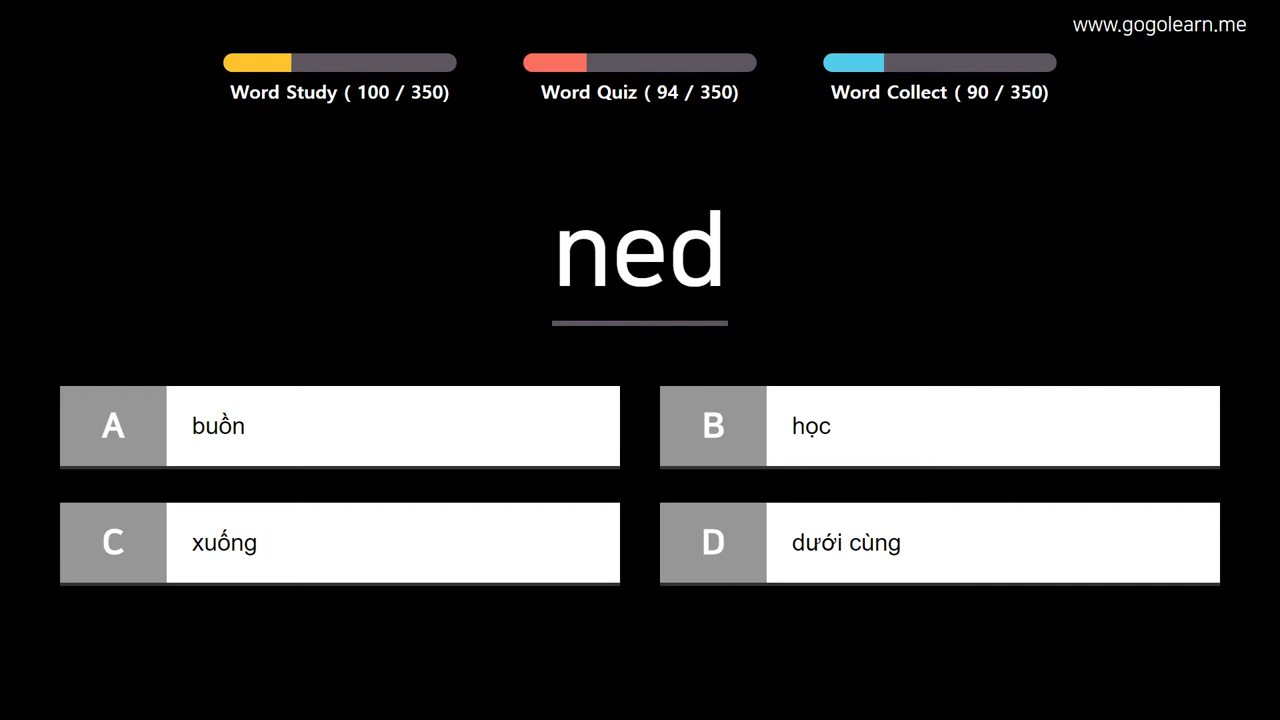 www.gogolearn.me
Word Study ( 100 / 350)
Word Quiz ( 94 / 350)
Word Collect ( 90 / 350)
ned
A buồn
B học
C xuống
D dưới cùng